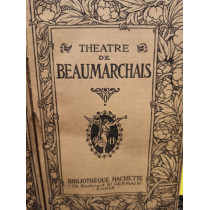 THEATRE
DE
BEAUMARCHAIS
BIBLIOTHÈQUE HACHETTE
79, Boulevard St GERMAIN
PARIS